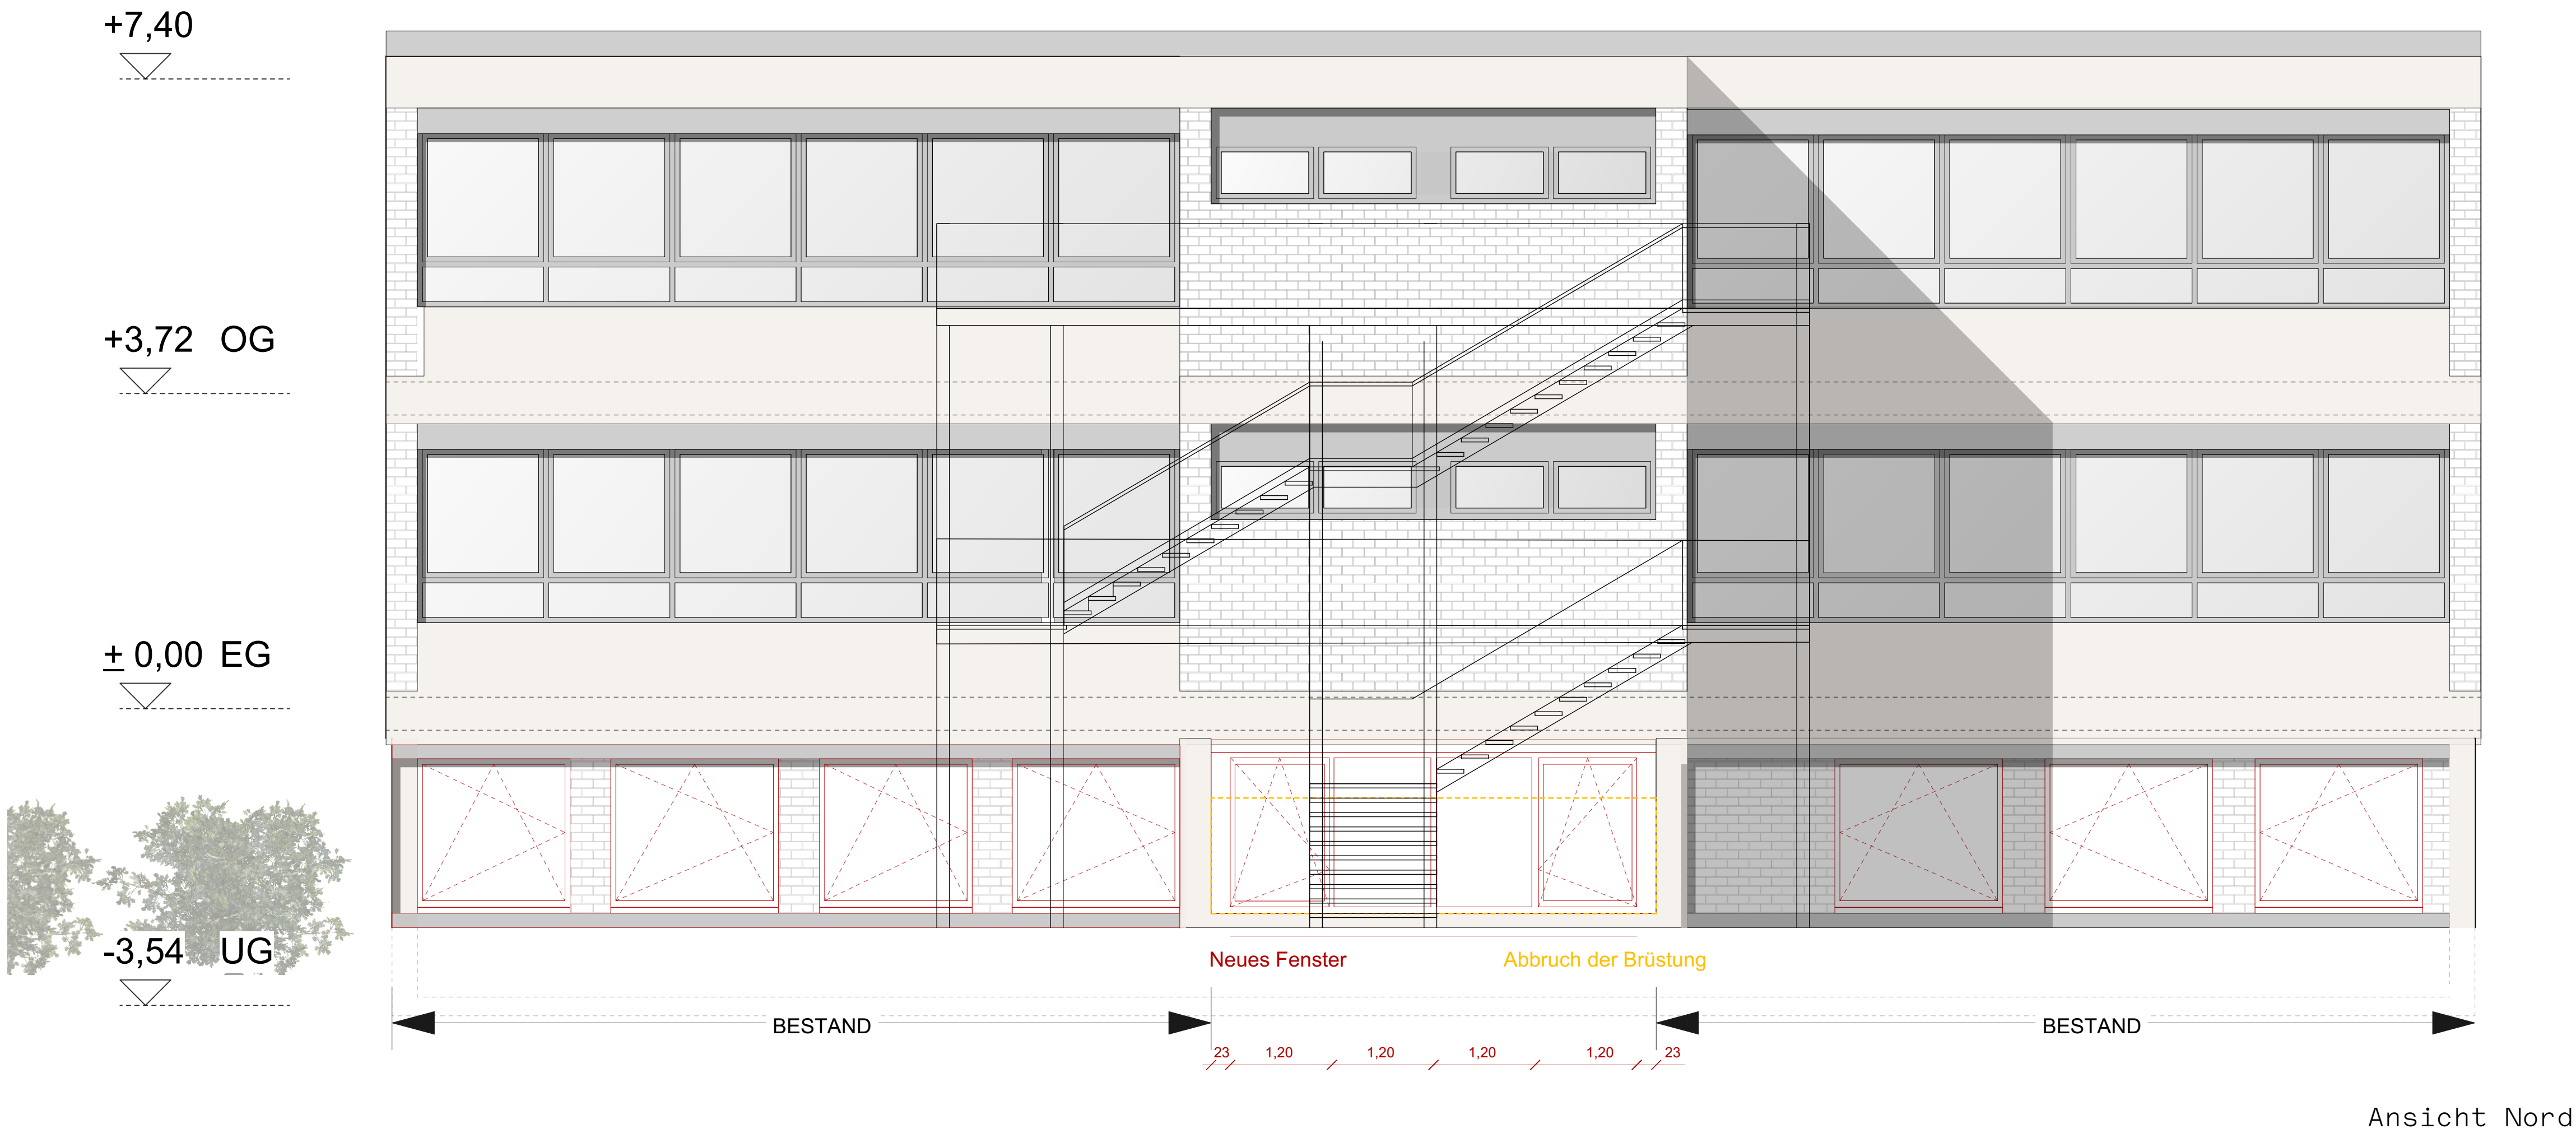 +7,40
+3,72 OG
± 0,00 EG
-3,54 UG
Neues Fenster
Abbruch der Brüstung
BESTAND
BESTAND
23 1,20 1,20 1,20 1,20 23
Ansicht Nord